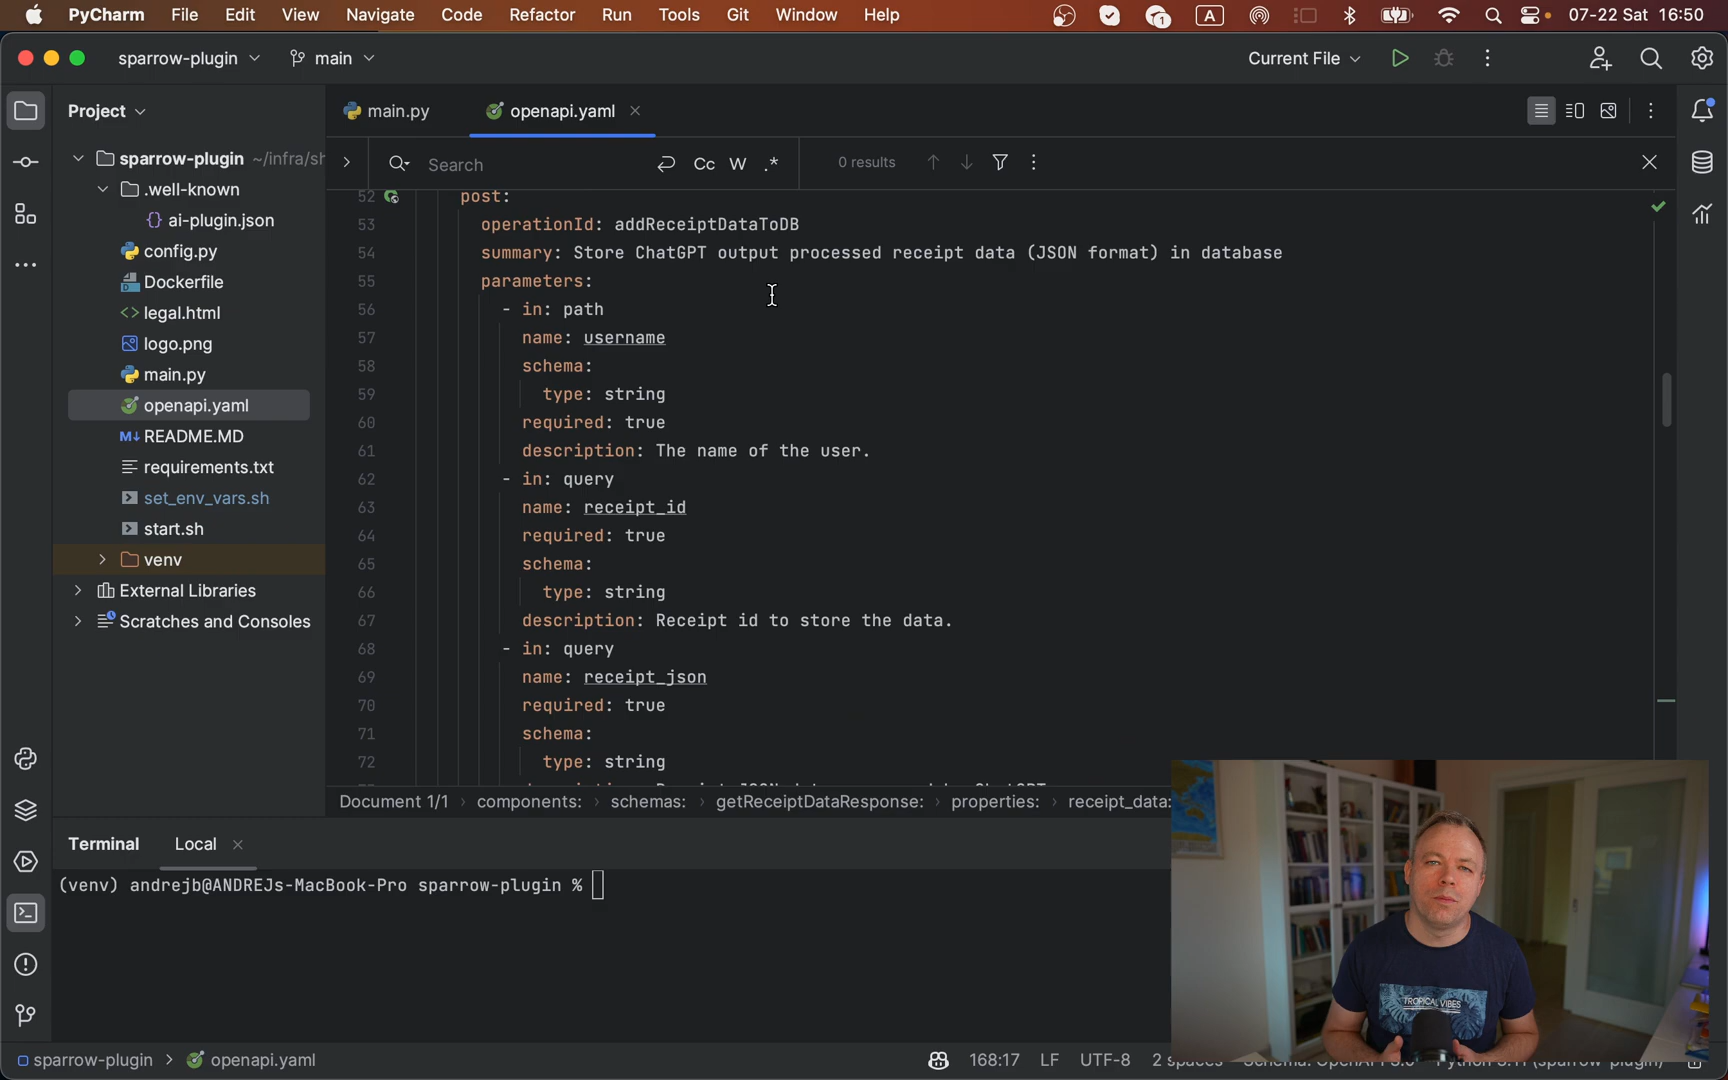 PyCharm File Edit View Navigate Code Refactor Run Tools Git Window Help 1 A 07-22 Sat 16:50
sparrow-plugin main Current File
Project main.py openapi.yaml
Search Cc W .* 0 results
sparrow-plugin ~/infra/sh
.well-known
{} ai-plugin.json
config.py
Dockerfile
<> legal.html
logo.png
main.py
openapi.yaml
M↓ README.MD
requirements.txt
set_env_vars.sh
start.sh
venv
External Libraries
Scratches and Consoles
52 post:
53 operationId: addReceiptDataToDB
54 summary: Store ChatGPT output processed receipt data (JSON format) in database
55 parameters:
56 - in: path
57 name: username
58 schema:
59 type: string
60 required: true
61 description: The name of the user.
62 - in: query
63 name: receipt_id
64 required: true
65 schema:
66 type: string
67 description: Receipt id to store the data.
68 - in: query
69 name: receipt_json
70 required: true
71 schema:
72 type: string
Document 1/1 › components: › schemas: › getReceiptDataResponse: › properties: › receipt_data:
Terminal Local
(venv) andrejb@ANDREJs-MacBook-Pro sparrow-plugin %
TROPICAL VIBES
sparrow-plugin > openapi.yaml 168:17 LF UTF-8